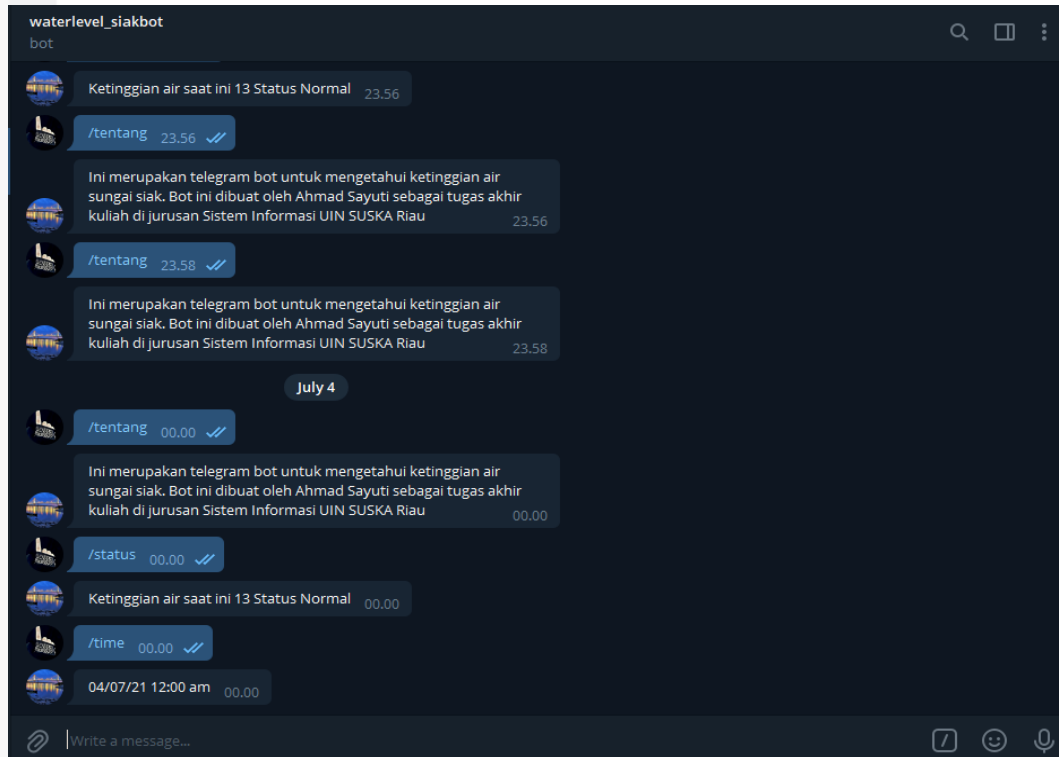 waterlevel_siakbot
bot
Ketinggian air saat ini 13 Status Normal 23.56
/tentang 23.56
Ini merupakan telegram bot untuk mengetahui ketinggian air
sungai siak. Bot ini dibuat oleh Ahmad Sayuti sebagai tugas akhir
kuliah di jurusan Sistem Informasi UIN SUSKA Riau 23.56
/tentang 23.58
Ini merupakan telegram bot untuk mengetahui ketinggian air
sungai siak. Bot ini dibuat oleh Ahmad Sayuti sebagai tugas akhir
kuliah di jurusan Sistem Informasi UIN SUSKA Riau 23.58
July 4
/tentang 00.00
Ini merupakan telegram bot untuk mengetahui ketinggian air
sungai siak. Bot ini dibuat oleh Ahmad Sayuti sebagai tugas akhir
kuliah di jurusan Sistem Informasi UIN SUSKA Riau 00.00
/status 00.00
Ketinggian air saat ini 13 Status Normal 00.00
/time 00.00
04/07/21 12:00 am 00.00
Write a message...